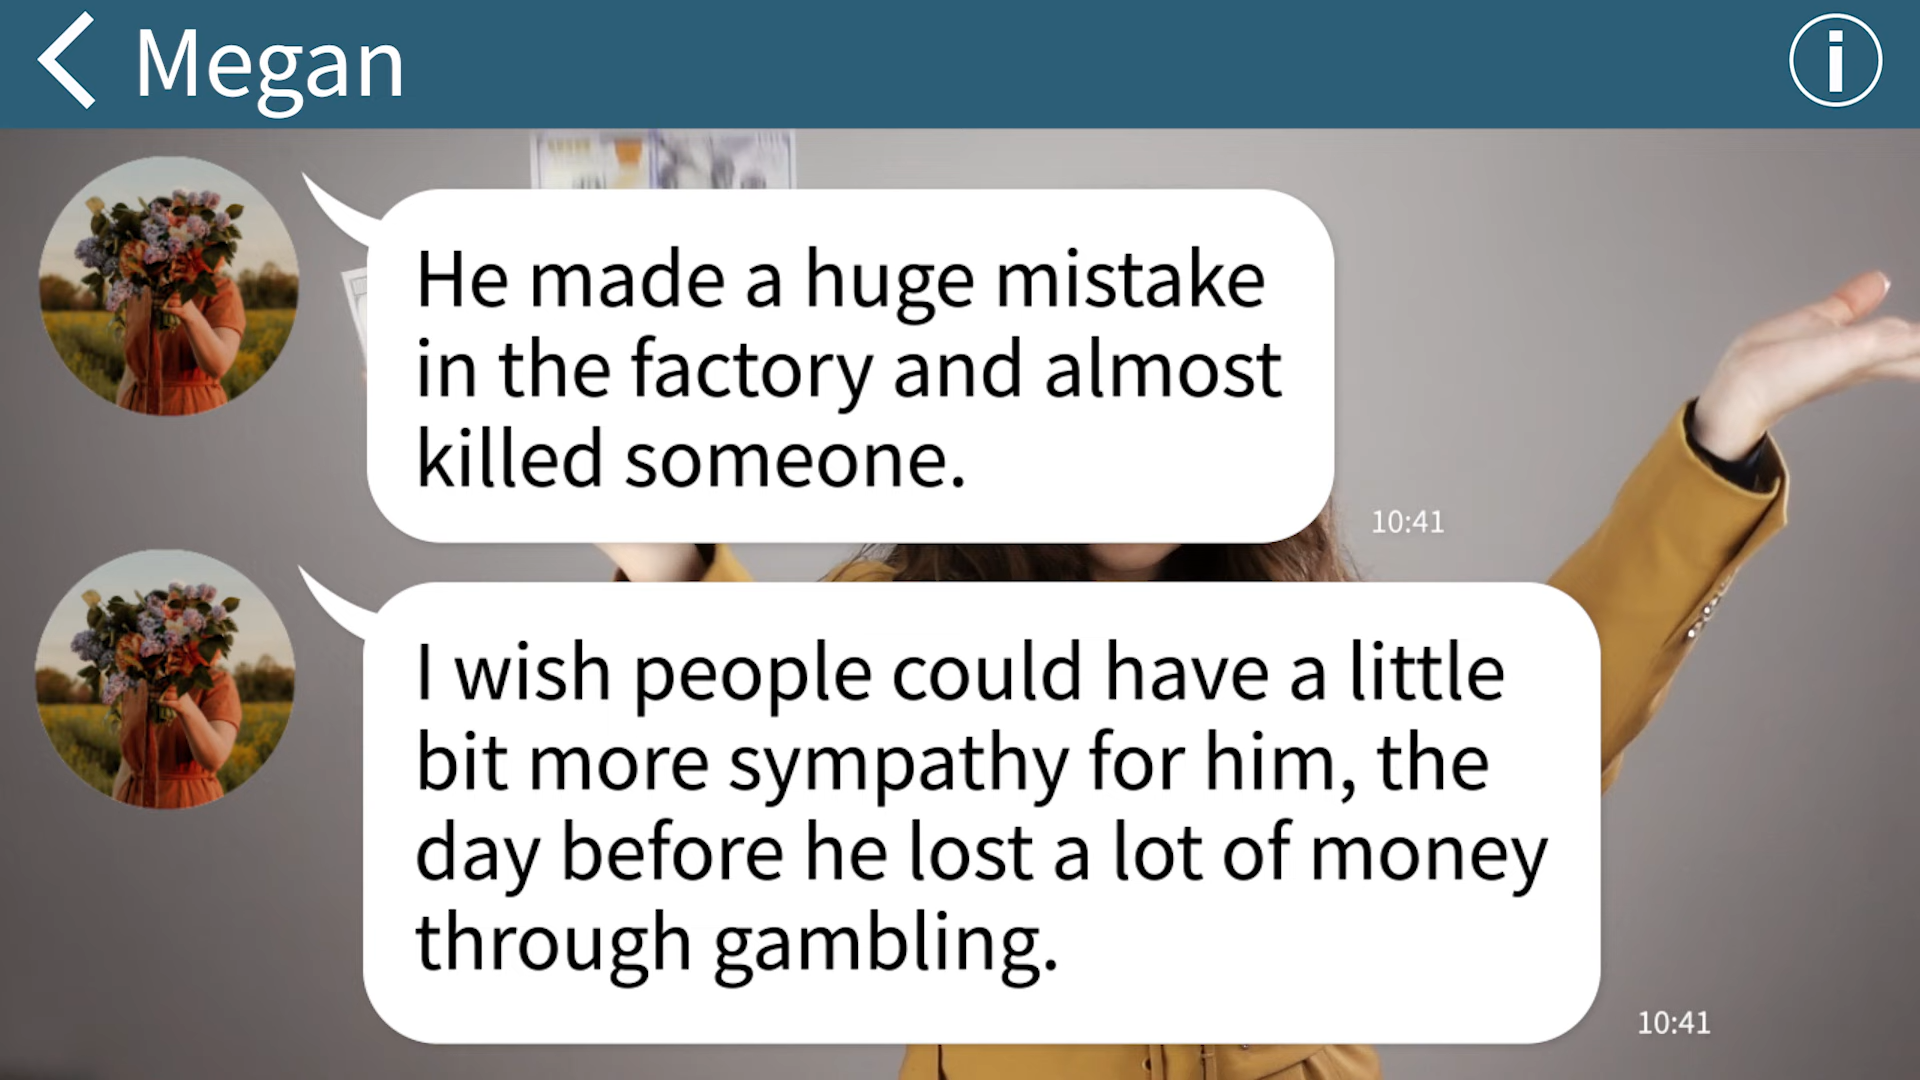 Megan
He made a huge mistake
in the factory and almost
killed someone.
10:41
I wish people could have a little
bit more sympathy for him, the
day before he lost a lot of money
through gambling.
10:41